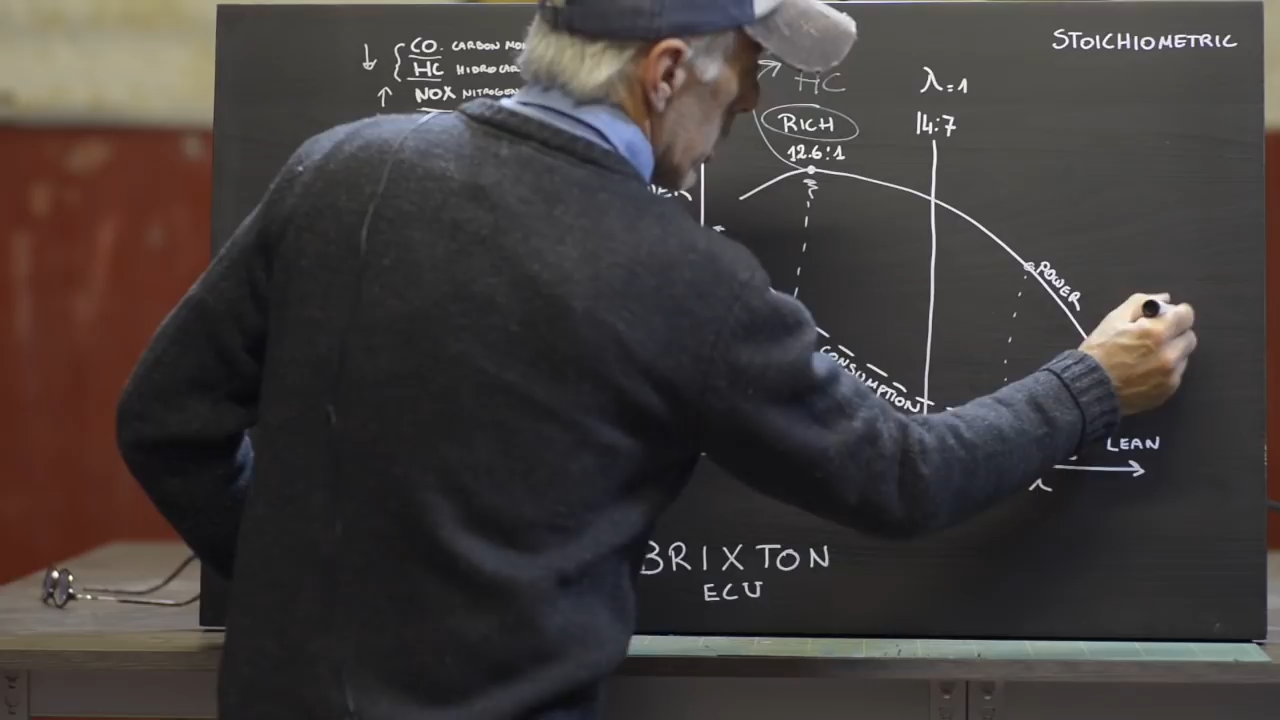 CO. CARBON
HC
NOX NITROGEN
STOICHIOMETRIC
HC
λ=1
RICH
14:7
12.6:1
POWER
CONSUMPTION
LEAN
BRIXTON
ECU